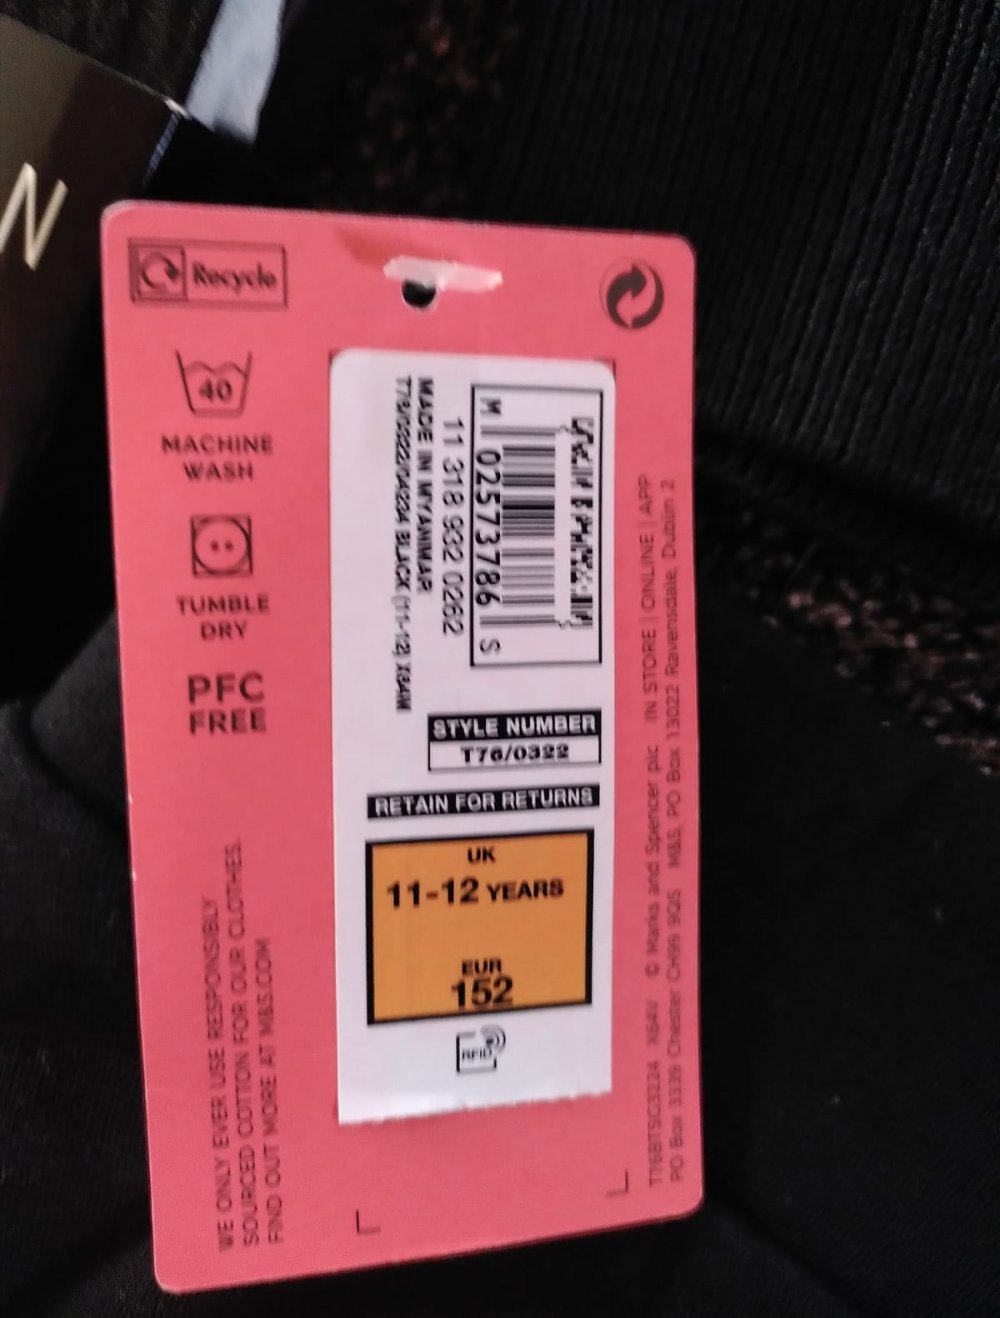 N
Recycle
40
MACHINE
WASH
TUMBLE
DRY
PFC
FREE
WE ONLY EVER USE RESPONSIBLY
SOURCED COTTON FOR OUR CLOTHES.
FIND OUT MORE AT M&S.COM
M 02573786 S
11 318 932 0262
MADE IN MYANMAR
BLACK (11-12)
STYLE NUMBER
T76/0322
RETAIN FOR RETURNS
UK
11-12 YEARS
EUR
152
RFID
© Marks and Spencer plc IN STORE | ONLINE | APP
PO Box 3339 Chester CH99 9QS M&S, PO Box 13022 Ravensdale, Dublin 2